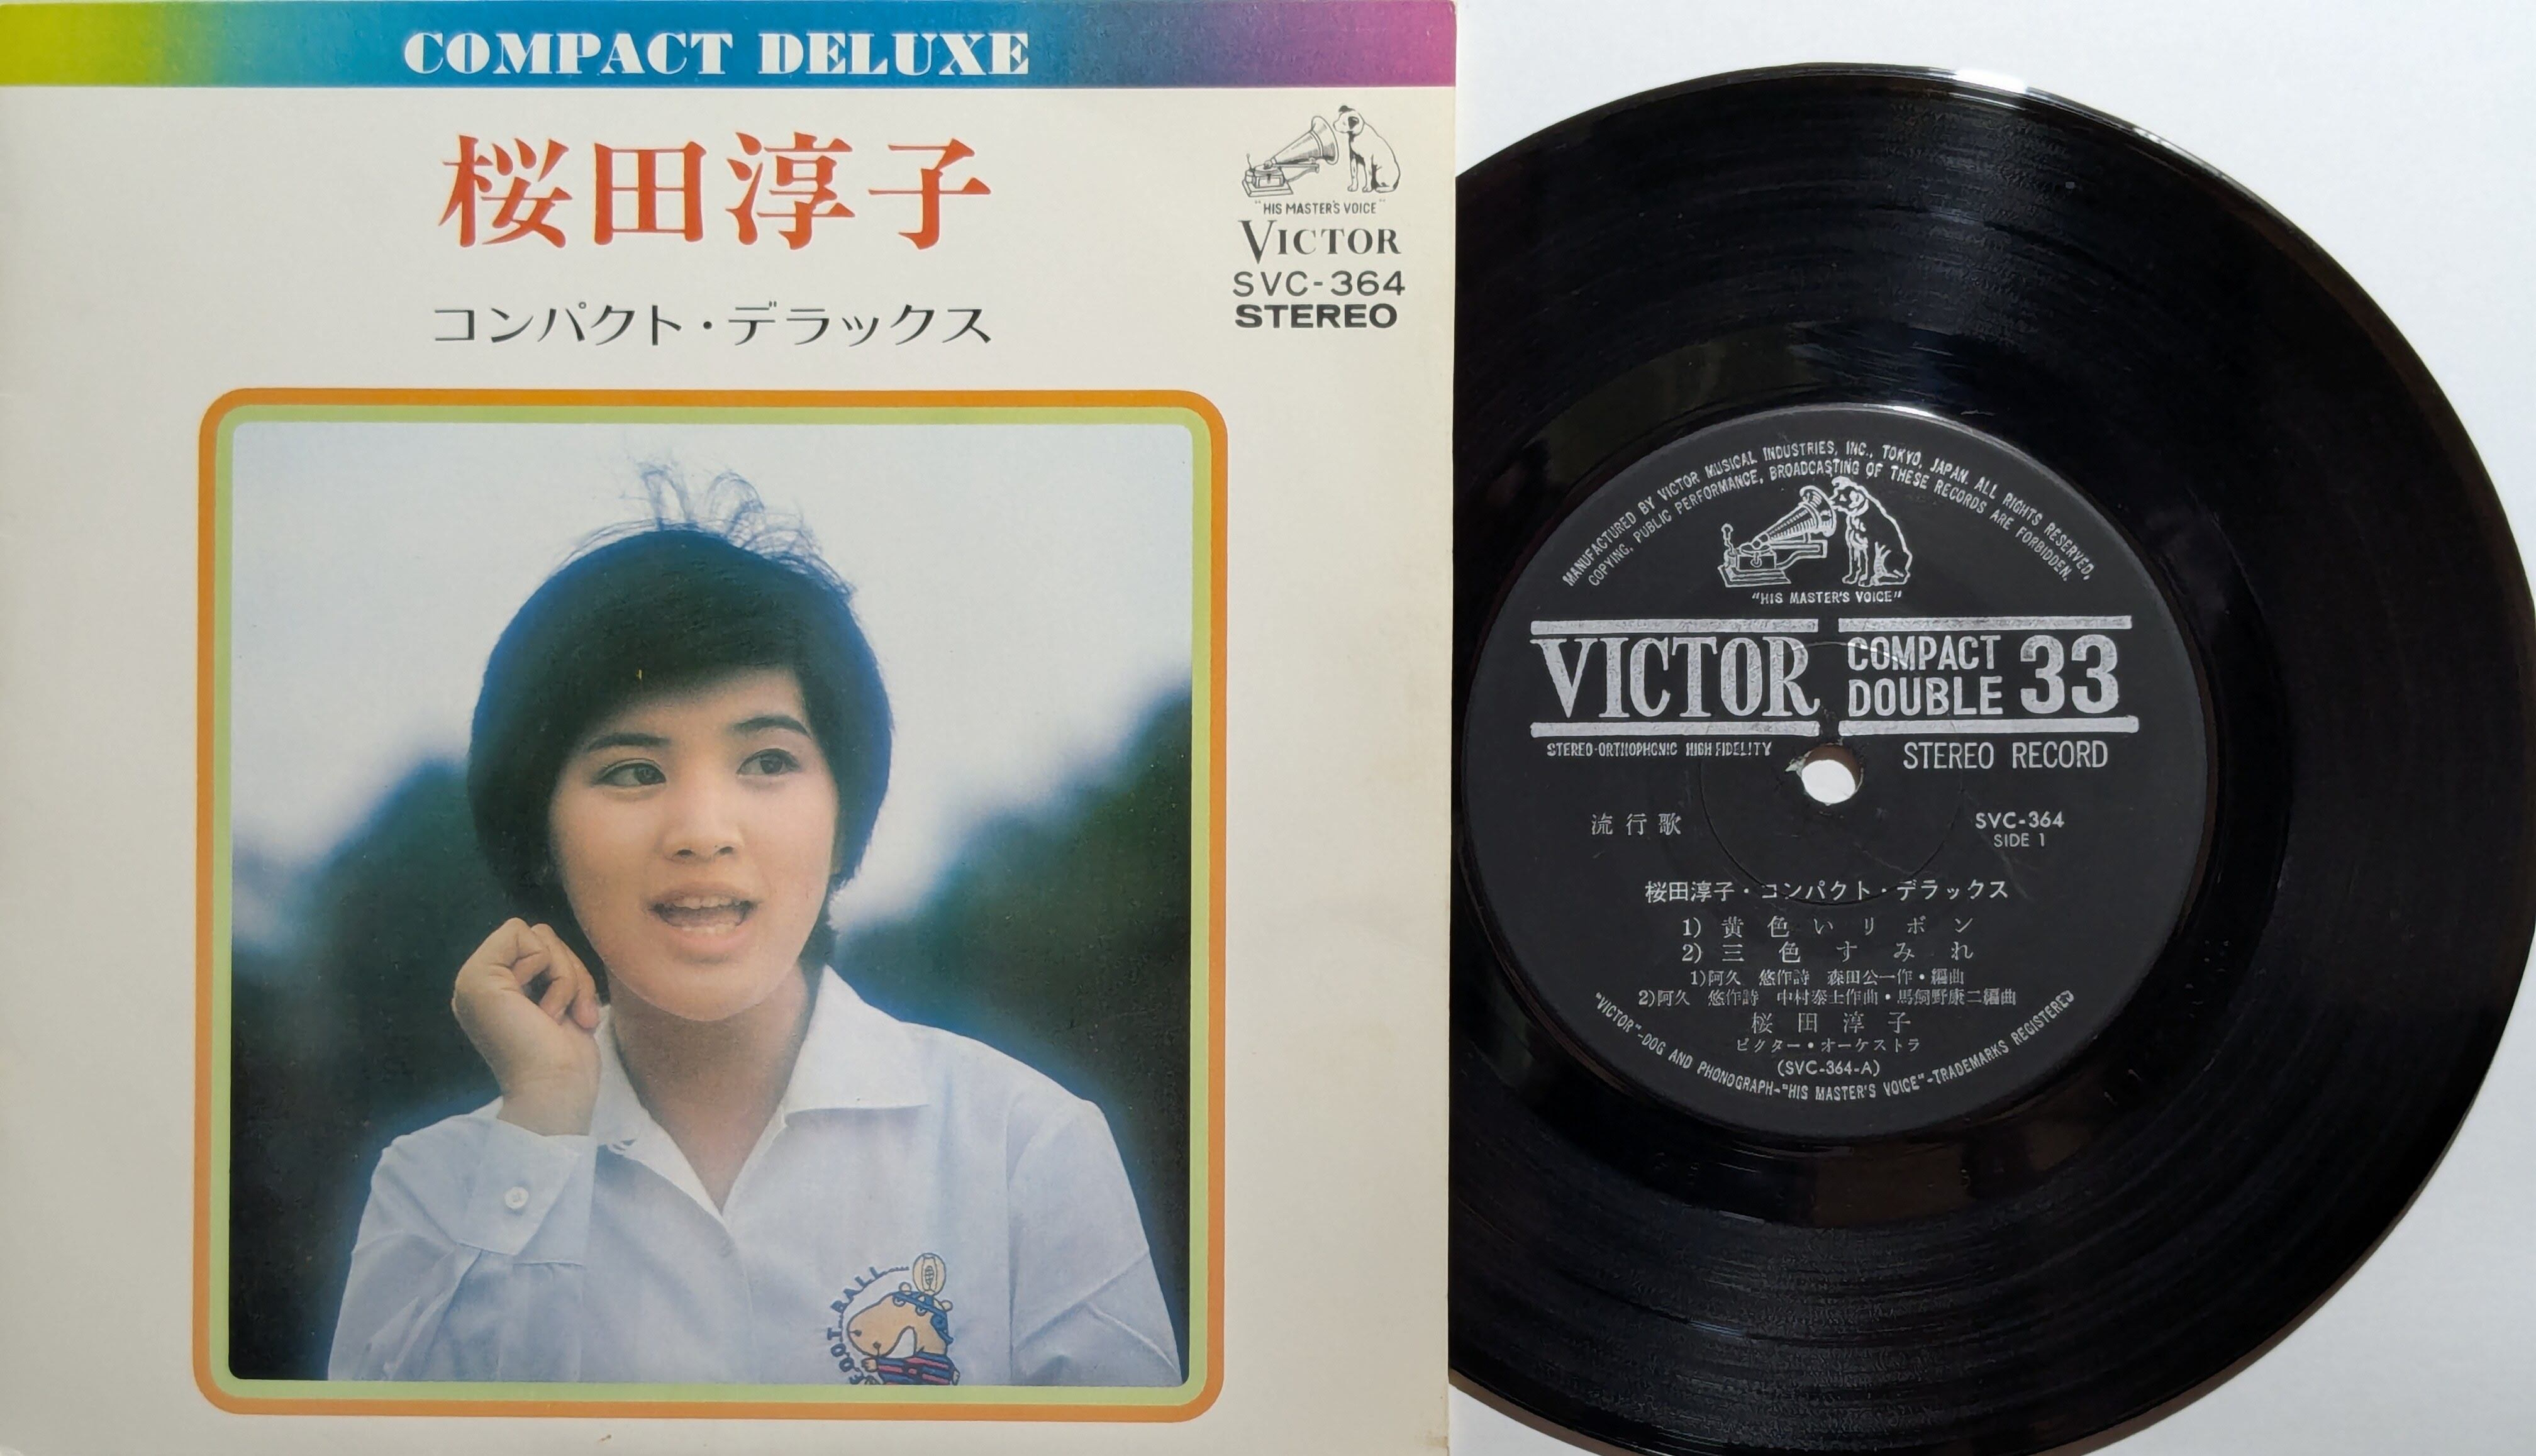 COMPACT DELUXE
桜田淳子
コンパクト・デラックス
"HIS MASTER'S VOICE"
VICTOR
SVC-364
STEREO
FOOT BALL
MANUFACTURED BY VICTOR MUSICAL INDUSTRIES, INC., TOKYO, JAPAN. ALL RIGHTS RESERVED,
COPYING, PUBLIC PERFORMANCE, BROADCASTING OF THESE RECORDS ARE FORBIDDEN.
"HIS MASTER'S VOICE"
VICTOR COMPACT DOUBLE 33
STEREO-ORTHOPHONIC HIGH FIDELITY
STEREO RECORD
流行歌
SVC-364
SIDE 1
桜田淳子・コンパクト・デラックス
1) 黄色いリボン
2) 三色すみれ
1)阿久 悠作詩 森田公一作・編曲
2)阿久 悠作詩 中村泰士作曲・馬飼野康二編曲
桜田淳子
ビクター・オーケストラ
(SVC-364-A)
"VICTOR"-DOG AND PHONOGRAPH-"HIS MASTER'S VOICE"-TRADEMARKS REGISTERED